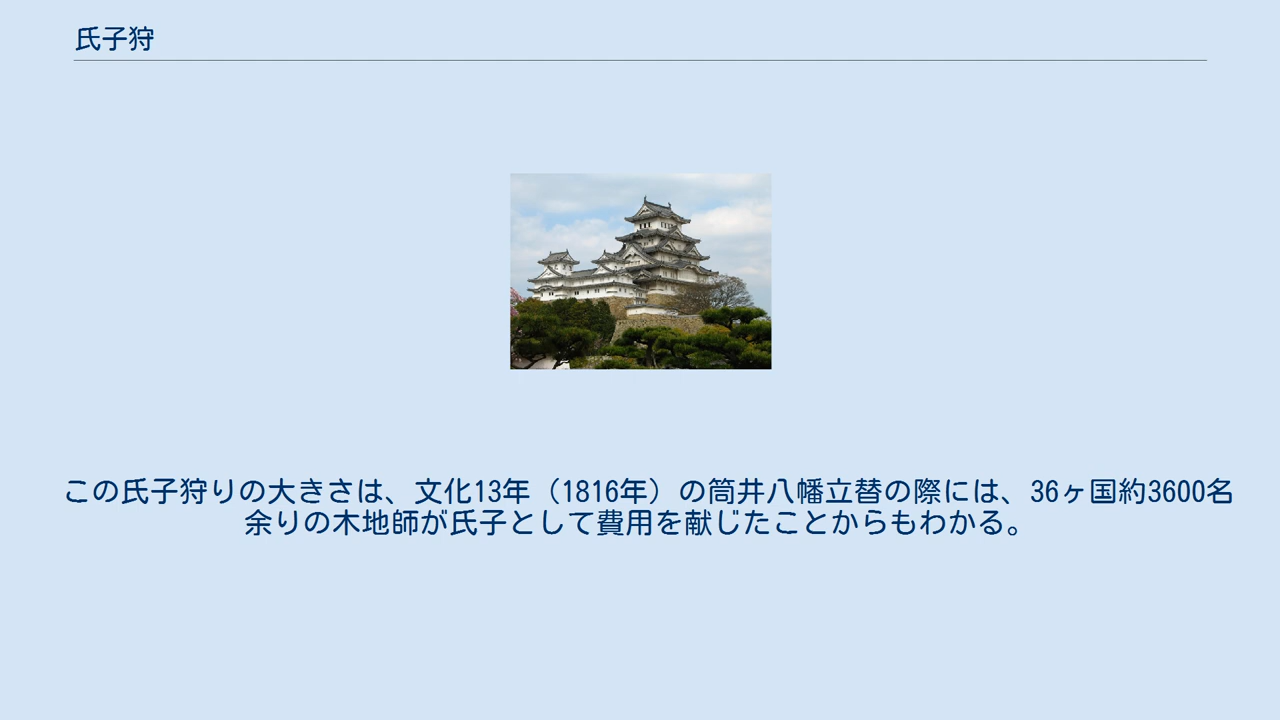 氏子狩
この氏子狩りの大きさは、文化13年（1816年）の筒井八幡立替の際には、36ヶ国約3600名
余りの木地師が氏子として費用を献じたことからもわかる。